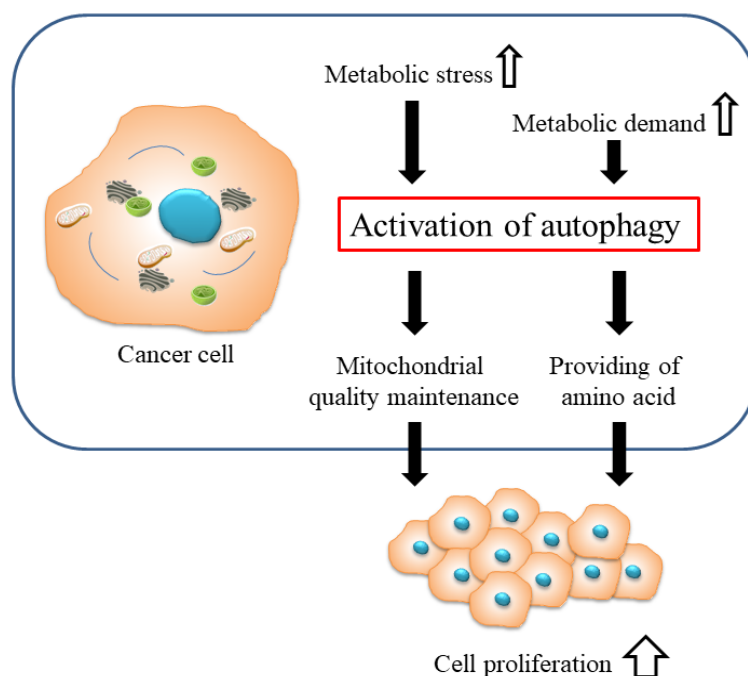 Metabolic stress
Metabolic demand
Activation of autophagy
Cancer cell
Mitochondrial
quality maintenance
Providing of
amino acid
Cell proliferation